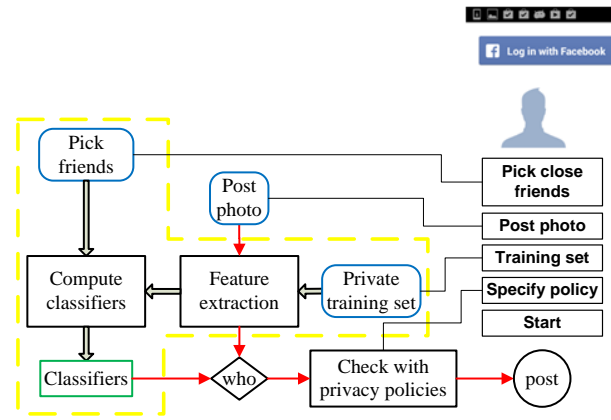 f Log in with Facebook
Pick
friends
Pick close
friends
Post
photo
Post photo
Training set
Compute
classifiers
Feature
extraction
Private
training set
Specify policy
Start
Classifiers
who
Check with
privacy policies
post